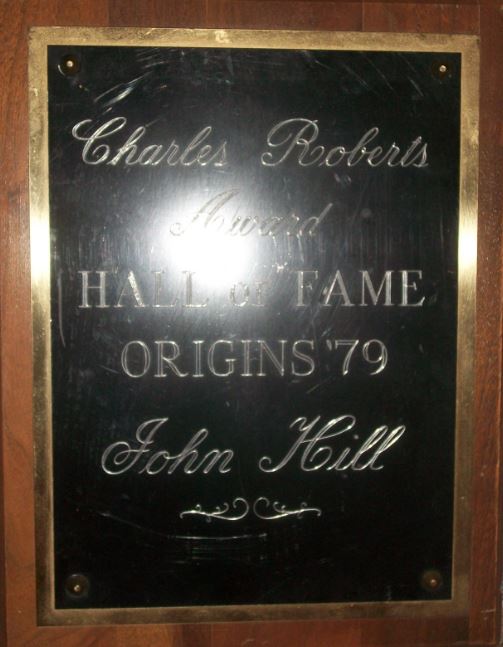 Charles Roberts
Award
HALL OF FAME
ORIGINS '79
John Hill